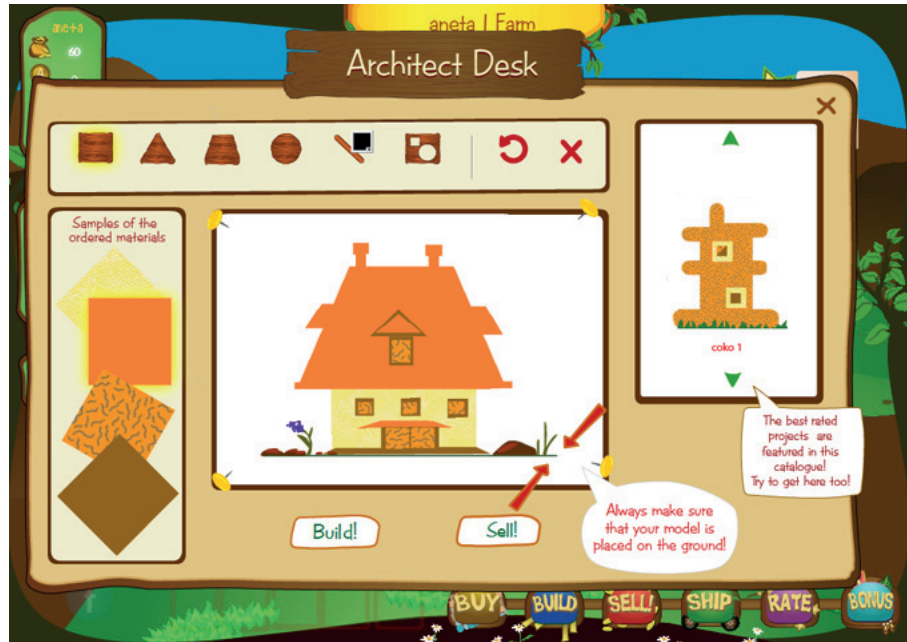 aneta | Farm
aneta
60
Architect Desk
Samples of the
ordered materials
coko 1
The best rated
projects are
featured in this
catalogue!
Try to get here too!
Always make sure
that your model is
placed on the ground!
Build!
Sell!
BUY
BUILD
SELL!
SHIP
RATE
BONUS